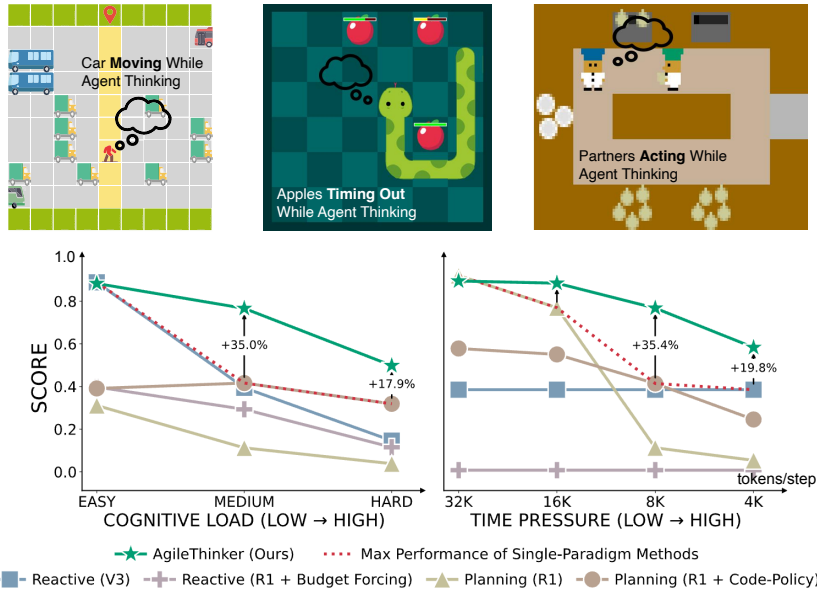 Car Moving While
Agent Thinking
Apples Timing Out
While Agent Thinking
Partners Acting While
Agent Thinking
SCORE
1.0
0.8
0.6
0.4
0.2
0.0
+35.0%
+17.9%
EASY
MEDIUM
HARD
COGNITIVE LOAD (LOW → HIGH)
+35.4%
+19.8%
tokens/step
32K
16K
8K
4K
TIME PRESSURE (LOW → HIGH)
AgileThinker (Ours)
Max Performance of Single-Paradigm Methods
Reactive (V3)
Reactive (R1 + Budget Forcing)
Planning (R1)
Planning (R1 + Code-Policy)